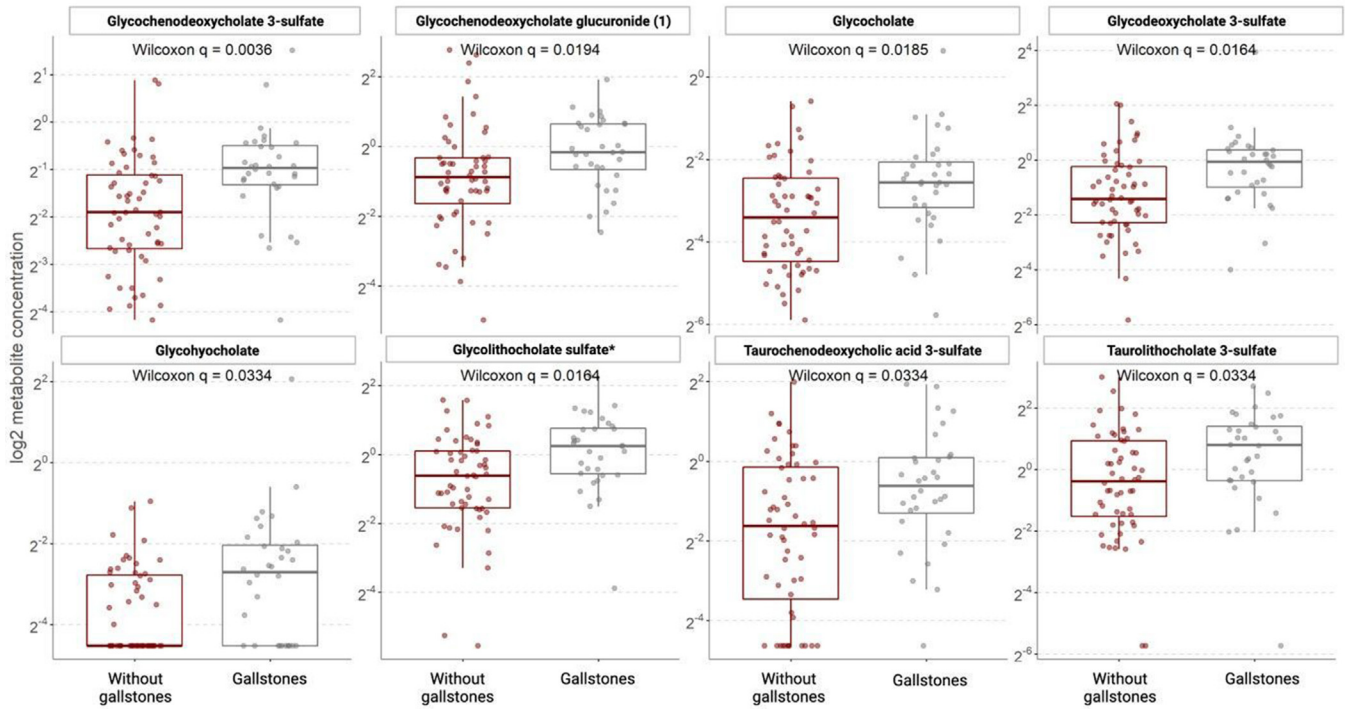 Glycochenodeoxycholate 3-sulfate
Glycochenodeoxycholate glucuronide (1)
Glycocholate
Glycodeoxycholate 3-sulfate
Wilcoxon q = 0.0036
Wilcoxon q = 0.0194
Wilcoxon q = 0.0185
Wilcoxon q = 0.0164
2^1
2^0
2^-1
2^-2
2^-3
2^-4
2^2
2^0
2^-2
2^-4
2^0
2^-2
2^-4
2^-6
2^4
2^2
2^0
2^-2
2^-4
2^-6
log2 metabolite concentration
Glycohyocholate
Glycolithocholate sulfate*
Taurochenodeoxycholic acid 3-sulfate
Taurolithocholate 3-sulfate
Wilcoxon q = 0.0334
Wilcoxon q = 0.0164
Wilcoxon q = 0.0334
Wilcoxon q = 0.0334
2^2
2^0
2^-2
2^-4
2^2
2^0
2^-2
2^-4
2^2
2^0
2^-2
2^-4
2^2
2^0
2^-2
2^-4
2^-6
Without
gallstones
Gallstones
Without
gallstones
Gallstones
Without
gallstones
Gallstones
Without
gallstones
Gallstones